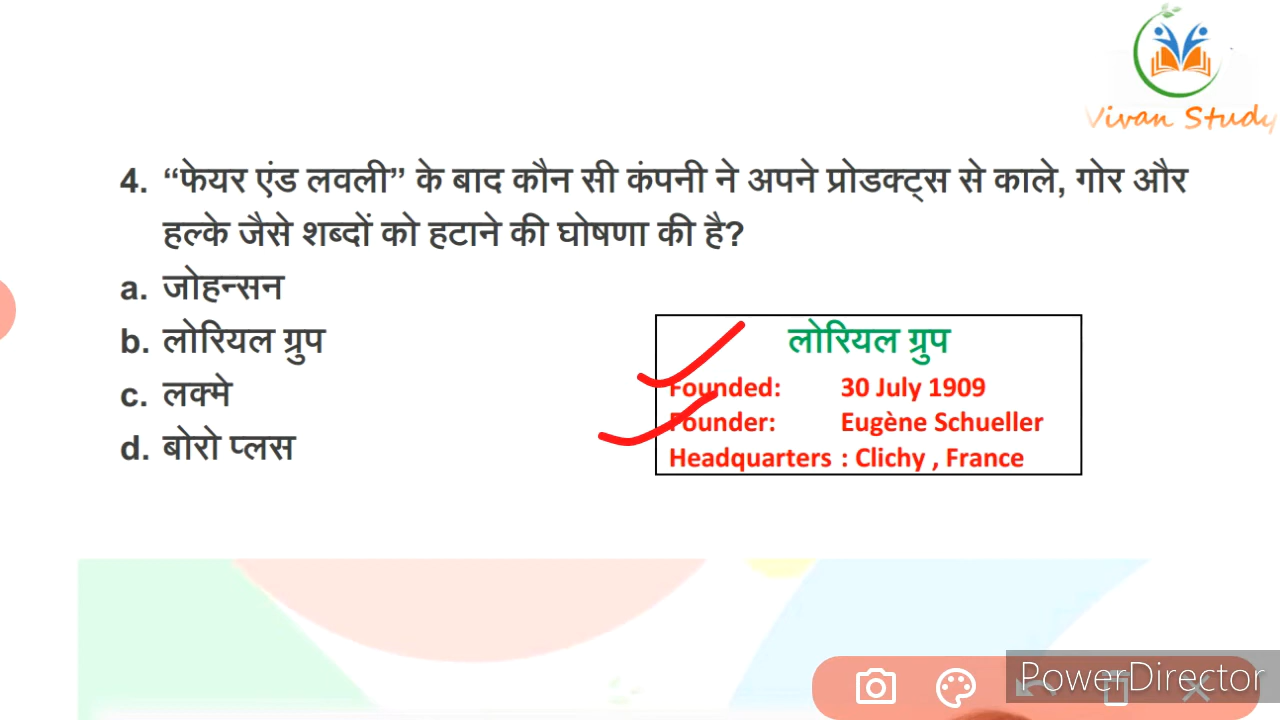 Vivan Study
4. “फेयर एंड लवली” के बाद कौन सी कंपनी ने अपने प्रोडक्ट्स से काले, गोर और
हल्के जैसे शब्दों को हटाने की घोषणा की है?
a. जोहन्सन
b. लोरियल ग्रुप
c. लक्मे
d. बोरो प्लस
लोरियल ग्रुप
Founded: 30 July 1909
Founder: Eugène Schueller
Headquarters : Clichy , France
PowerDirector